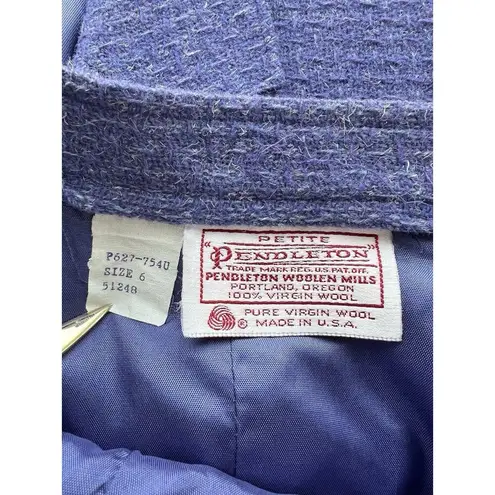 P627-754U
SIZE 6
51248
PETITE
"PENDLETON"
TRADE MARK REG. U.S. PAT. OFF.
PENDLETON WOOLEN MILLS
PORTLAND, OREGON
100% VIRGIN WOOL
PURE VIRGIN WOOL
® MADE IN U.S.A.